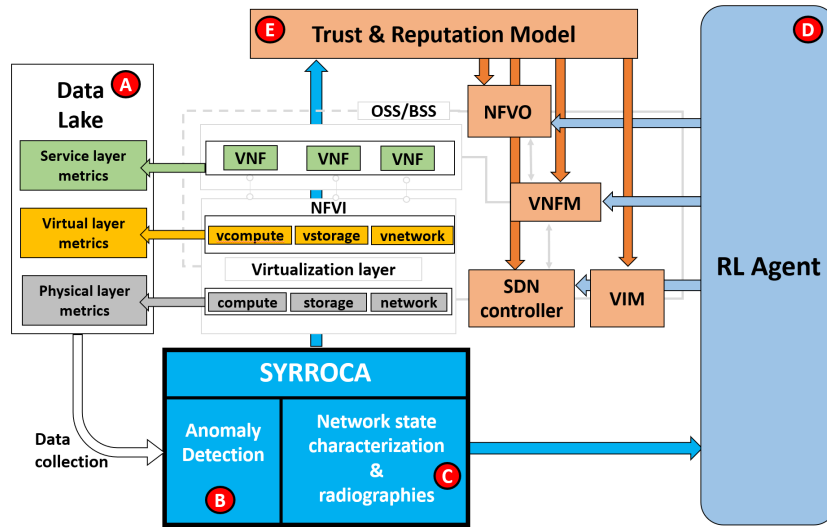 E
Trust & Reputation Model
D
A
Data
Lake
OSS/BSS
NFVO
Service layer
metrics
VNF
VNF
VNF
VNFM
NFVI
Virtual layer
metrics
vcompute
vstorage
vnetwork
Virtualization layer
RL Agent
Physical layer
metrics
compute
storage
network
SDN
controller
VIM
SYRROCA
Data
collection
Anomaly
Detection
B
Network state
characterization
&
radiographies
C